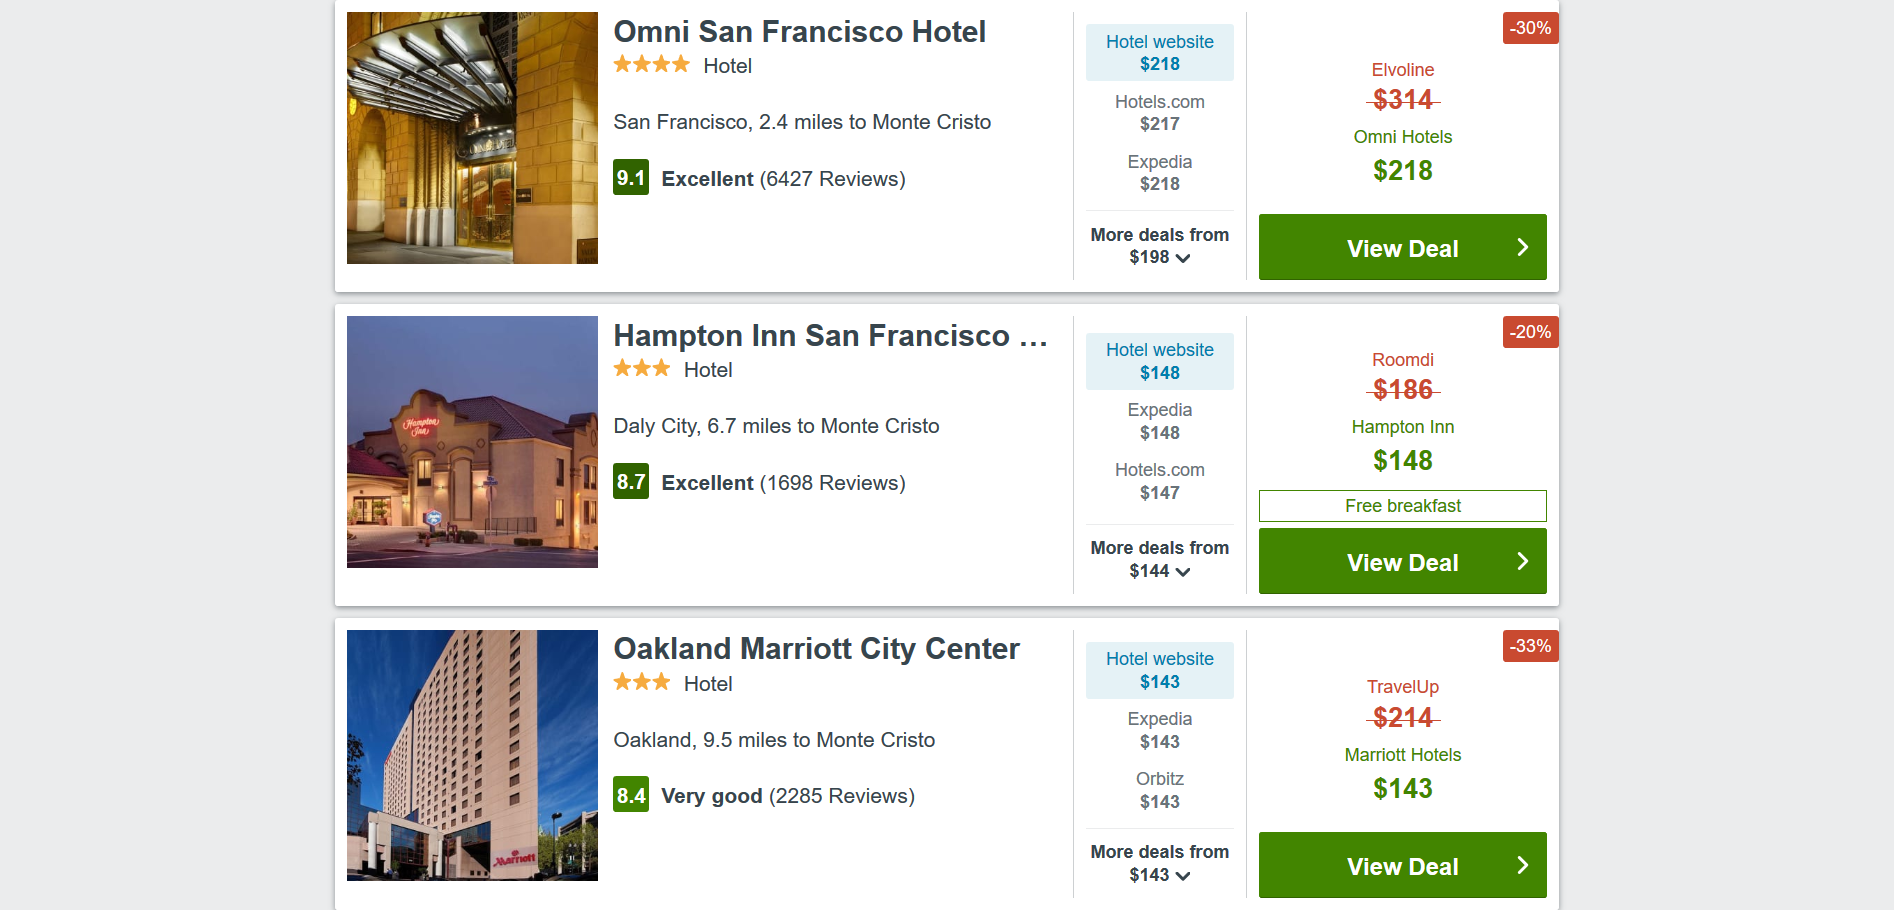 Omni San Francisco Hotel
Hotel
San Francisco, 2.4 miles to Monte Cristo
9.1 Excellent (6427 Reviews)
Hotel website
$218
Hotels.com
$217
Expedia
$218
More deals from
$198
-30%
Elvoline
$314
Omni Hotels
$218
View Deal
Hampton Inn San Francisco …
Hotel
Daly City, 6.7 miles to Monte Cristo
8.7 Excellent (1698 Reviews)
Hampton
Inn
Hotel website
$148
Expedia
$148
Hotels.com
$147
More deals from
$144
-20%
Roomdi
$186
Hampton Inn
$148
Free breakfast
View Deal
Oakland Marriott City Center
Hotel
Oakland, 9.5 miles to Monte Cristo
8.4 Very good (2285 Reviews)
Marriott
Hotel website
$143
Expedia
$143
Orbitz
$143
More deals from
$143
-33%
TravelUp
$214
Marriott Hotels
$143
View Deal